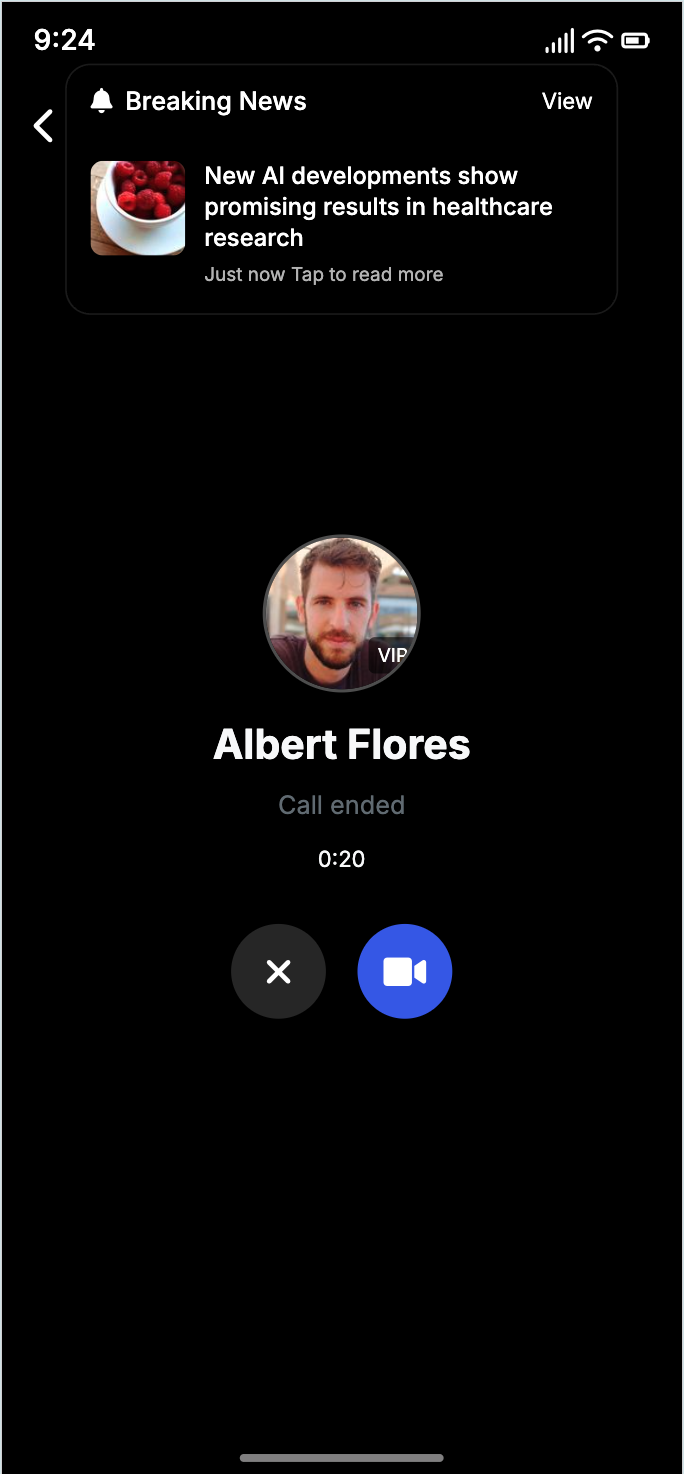 9:24
Breaking News
View
New AI developments show
promising results in healthcare
research
Just now Tap to read more
VIP
Albert Flores
Call ended
0:20